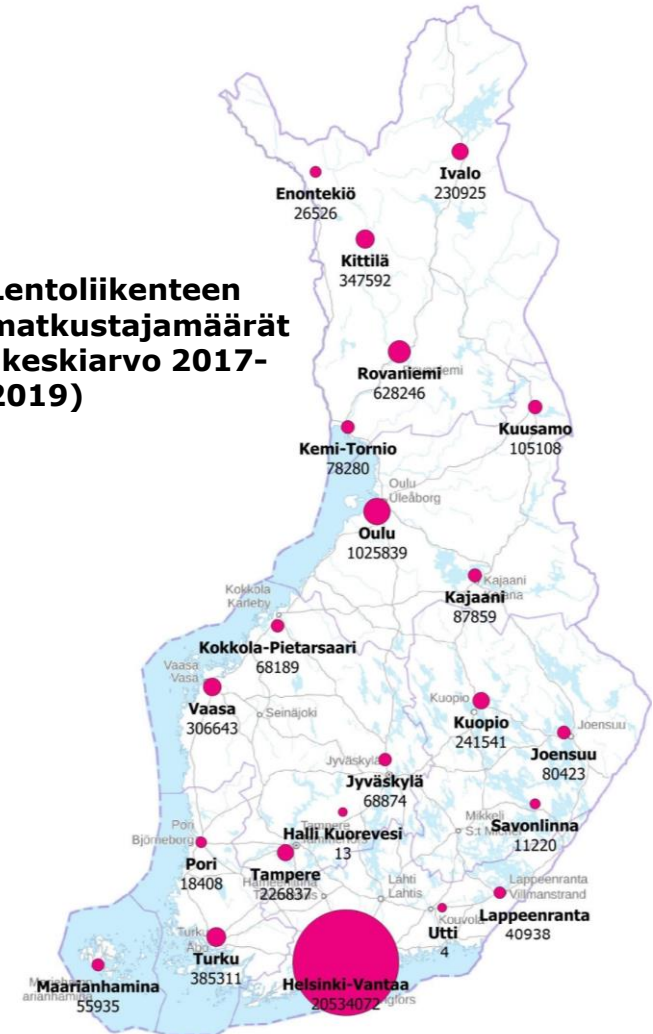 Lentoliikenteen
matkustajamäärät
(keskiarvo 2017-
2019)
Ivalo
230925
Enontekiö
26526
Kittilä
347592
Rovaniemi
628246
Kuusamo
105108
Kemi-Tornio
78280
Oulu
Uleåborg
Oulu
1025839
Kajaani
Kajaani
87859
Kokkola
Karleby
Kokkola-Pietarsaari
68189
Vaasa
Vasa
Vaasa
306643
Seinäjoki
Kuopio
Kuopio
241541
Joensuu
Joensuu
80423
Jyväskylä
Jyväskylä
68874
Savonlinna
11220
Mikkeli
S:t Michel
Halli Kuorevesi
13
Pori
Björneborg
Pori
18408
Tampere
Tampere
226837
Lahti
Lahtis
Lappeenranta
Villmanstrand
Lappeenranta
40938
Kouvola
Utti
4
Turku
Åbo
Turku
385311
Helsinki-Vantaa
20534072
Maarianhamina
55935